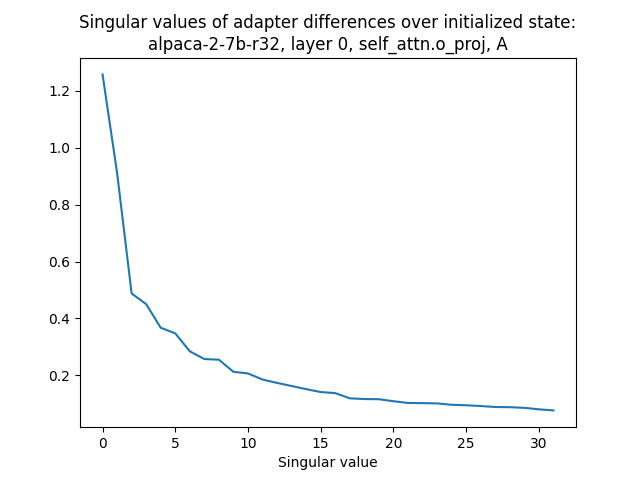 Singular values of adapter differences over initialized state:
alpaca-2-7b-r32, layer 0, self_attn.o_proj, A
1.2
1.0
0.8
0.6
0.4
0.2
0 5 10 15 20 25 30
Singular value